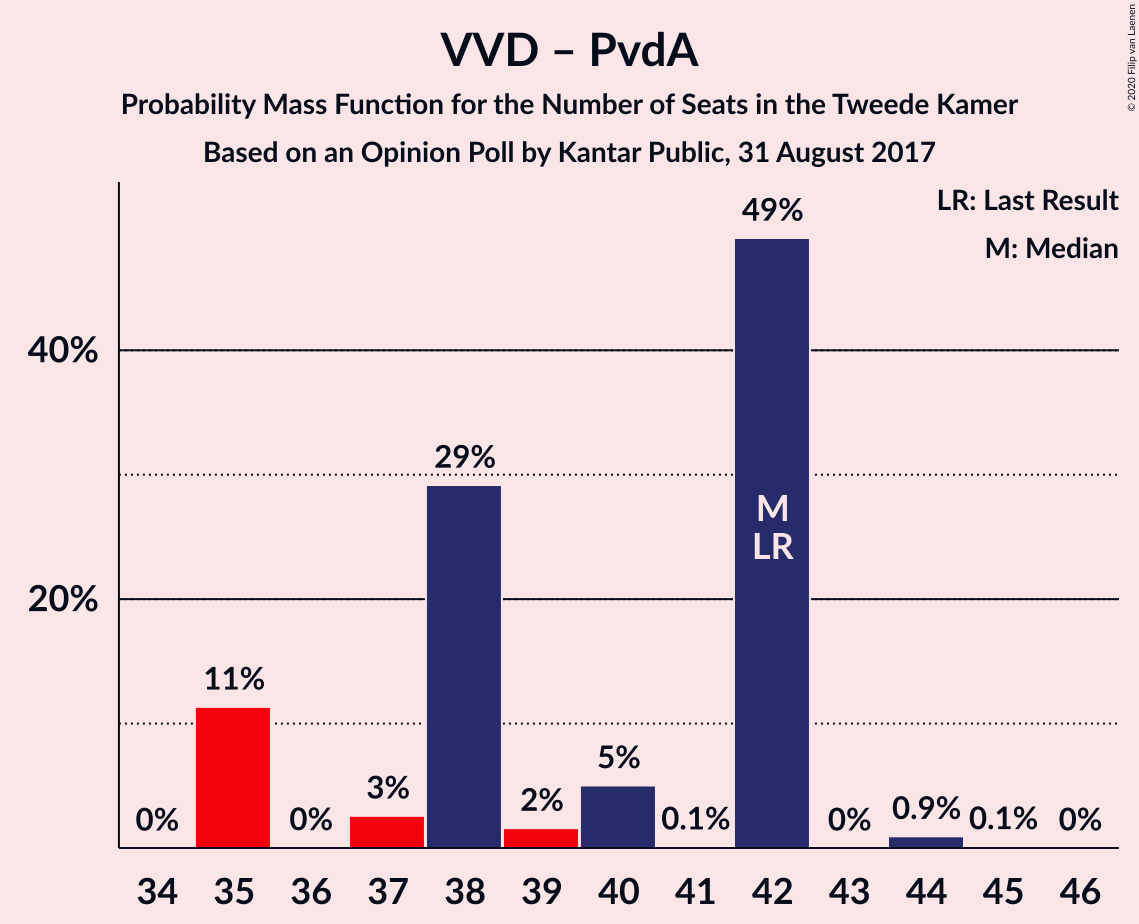 VVD – PvdA
Probability Mass Function for the Number of Seats in the Tweede Kamer
Based on an Opinion Poll by Kantar Public, 31 August 2017
© 2020 Filip van Laenen
LR: Last Result
M: Median
49%
40%
29%
M
LR
20%
11%
5%
3%
2%
0.9%
0%
0%
0.1%
0%
0.1%
0%
34 35 36 37 38 39 40 41 42 43 44 45 46